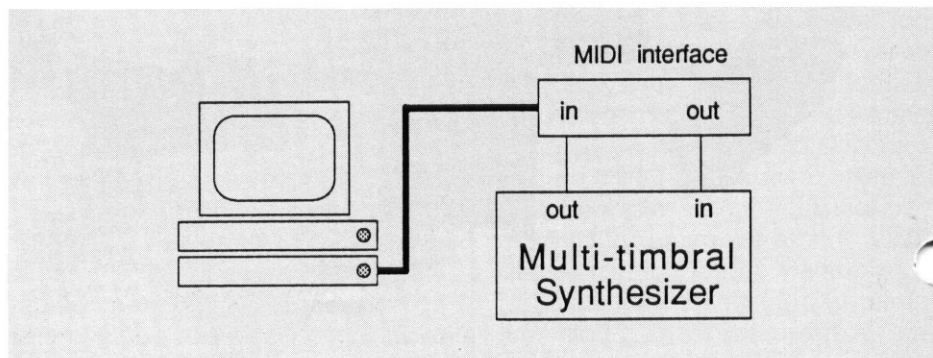 MIDI interface
in out
out in
Multi-timbral
Synthesizer